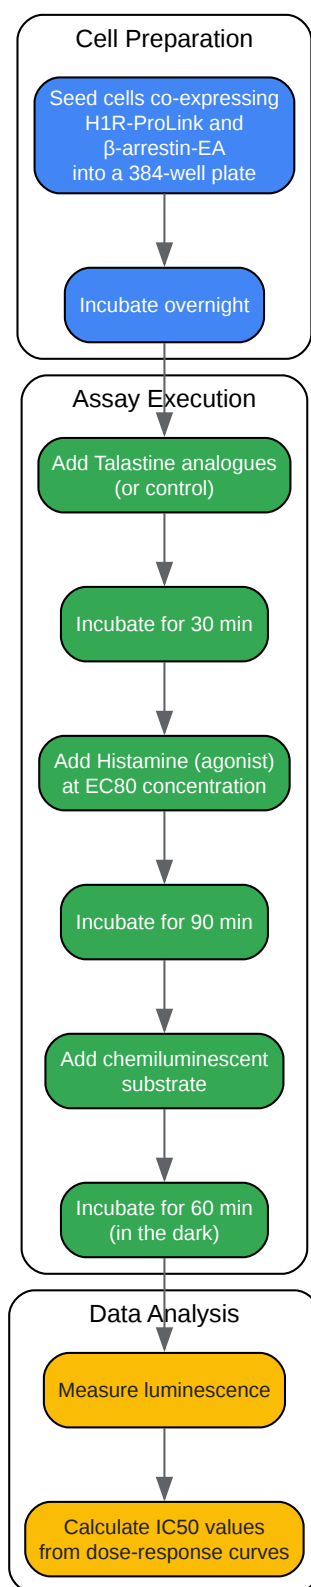 Cell Preparation
Seed cells co-expressing
H1R-ProLink and
β-arrestin-EA
into a 384-well plate
Incubate overnight
Assay Execution
Add Talastine analogues
(or control)
Incubate for 30 min
Add Histamine (agonist)
at EC80 concentration
Incubate for 90 min
Add chemiluminescent
substrate
Incubate for 60 min
(in the dark)
Data Analysis
Measure luminescence
Calculate IC50 values
from dose-response curves